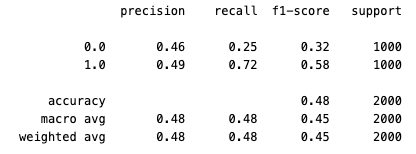 precision recall f1-score support
0.0 0.46 0.25 0.32 1000
1.0 0.49 0.72 0.58 1000
accuracy 0.48 2000
macro avg 0.48 0.48 0.45 2000
weighted avg 0.48 0.48 0.45 2000